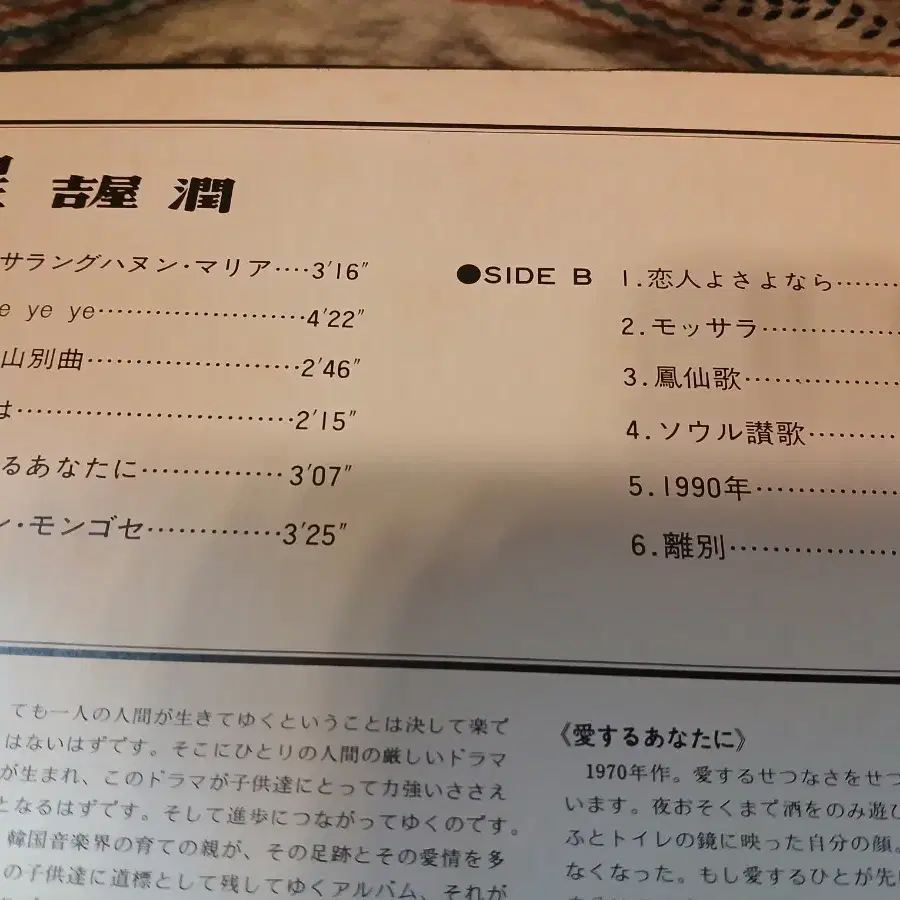 吉屋 潤
サラングハヌン・マリア····3′16″
e ye ye····················4′22″
山別曲····················2′46″
は··························2′15″
るあなたに·············3′07″
ン・モンゴセ·············3′25″
●SIDE B 1.恋人よさよなら······
2.モッサラ·············
3.鳳仙歌··············
4.ソウル讃歌·········
5.1990年·············
6.離別················
ても一人の人間が生きてゆくということは決して楽で
はないはずです。そこにひとりの人間の厳しいドラマ
が生まれ、このドラマが子供達にとって力強いささえ
となるはずです。そして進歩につながってゆくのです。
韓国音楽界の育ての親が、その足跡とその愛情を多
の子供達に道標として残してゆくアルバム、それが
《愛するあなたに》
1970年作。愛するせつなさをせつ
います。夜おそくまで酒をのみ遊び
ふとトイレの鏡に映った自分の顔。
なくなった。もし愛するひとが先に